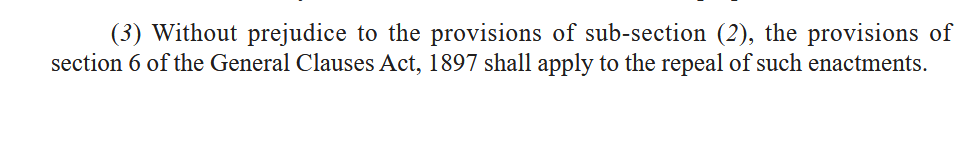 (3) Without prejudice to the provisions of sub-section (2), the provisions of
section 6 of the General Clauses Act, 1897 shall apply to the repeal of such enactments.